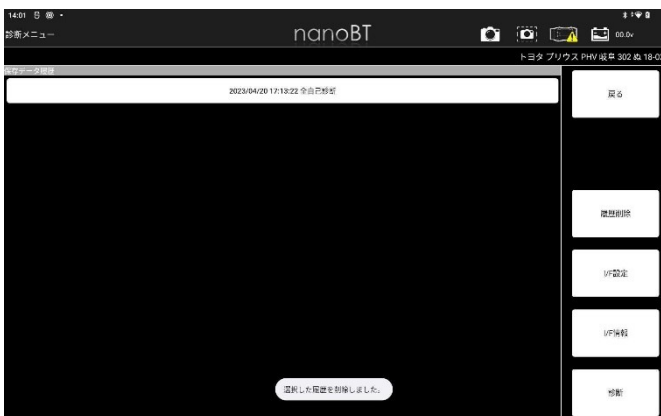 14:01
診断メニュー
nanoBT
00.0v
トヨタ プリウス PHV 岐阜 302 ぬ 18-0
保存データ履歴
2023/04/20 17:13:22 全自己診断
戻る
履歴削除
I/F設定
I/F情報
診断
選択した履歴を削除しました。